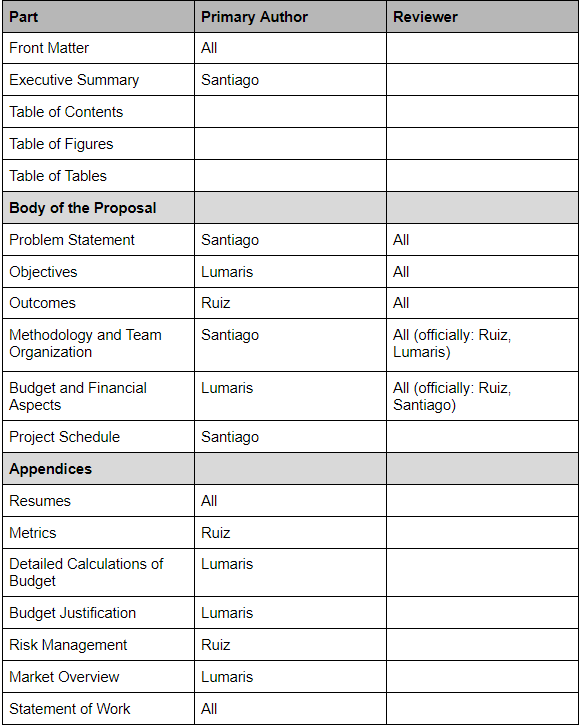 Part Primary Author Reviewer
Front Matter All
Executive Summary Santiago
Table of Contents
Table of Figures
Table of Tables
Body of the Proposal
Problem Statement Santiago All
Objectives Lumaris All
Outcomes Ruiz All
Methodology and Team Santiago All (officially: Ruiz,
Organization Lumaris)
Budget and Financial Lumaris All (officially: Ruiz,
Aspects Santiago)
Project Schedule Santiago
Appendices
Resumes All
Metrics Ruiz
Detailed Calculations of Lumaris
Budget
Budget Justification Lumaris
Risk Management Ruiz
Market Overview Lumaris
Statement of Work All